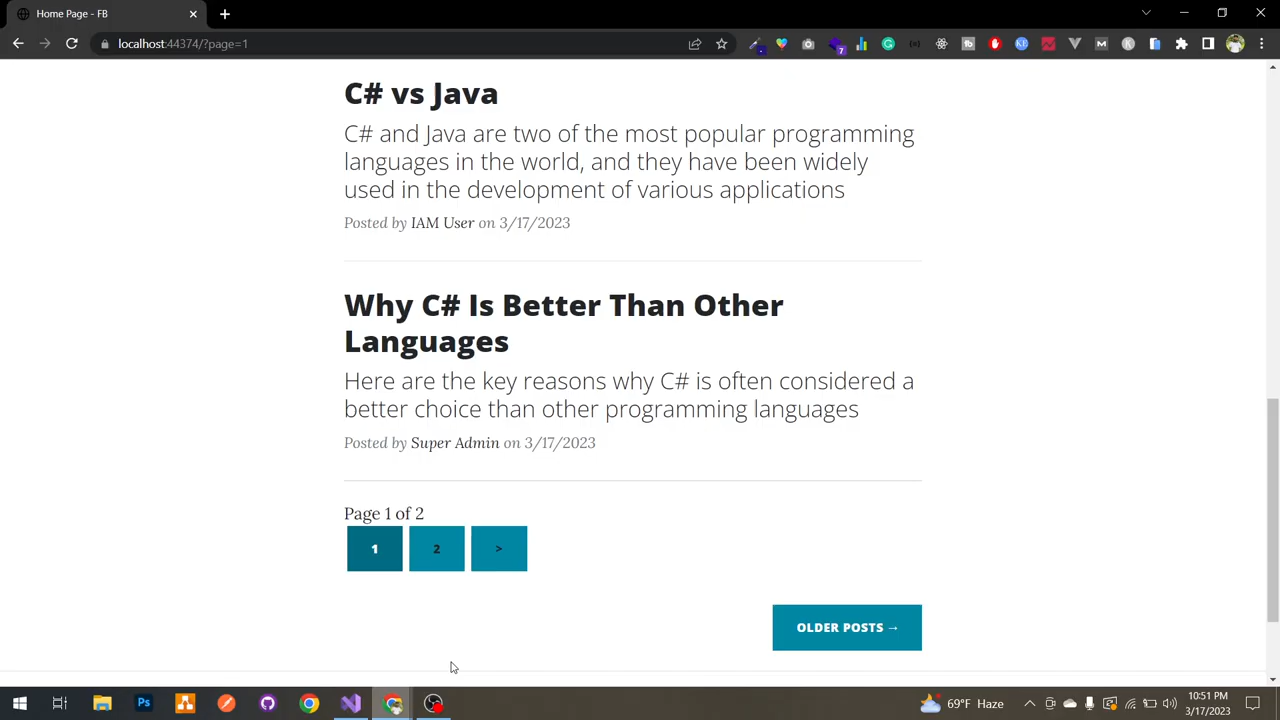 Home Page - FB
localhost:44374/?page=1
7
C# vs Java
C# and Java are two of the most popular programming
languages in the world, and they have been widely
used in the development of various applications
Posted by IAM User on 3/17/2023
Why C# Is Better Than Other
Languages
Here are the key reasons why C# is often considered a
better choice than other programming languages
Posted by Super Admin on 3/17/2023
Page 1 of 2
1 2 >
OLDER POSTS →
Ps
69°F Haze
10:51 PM
3/17/2023